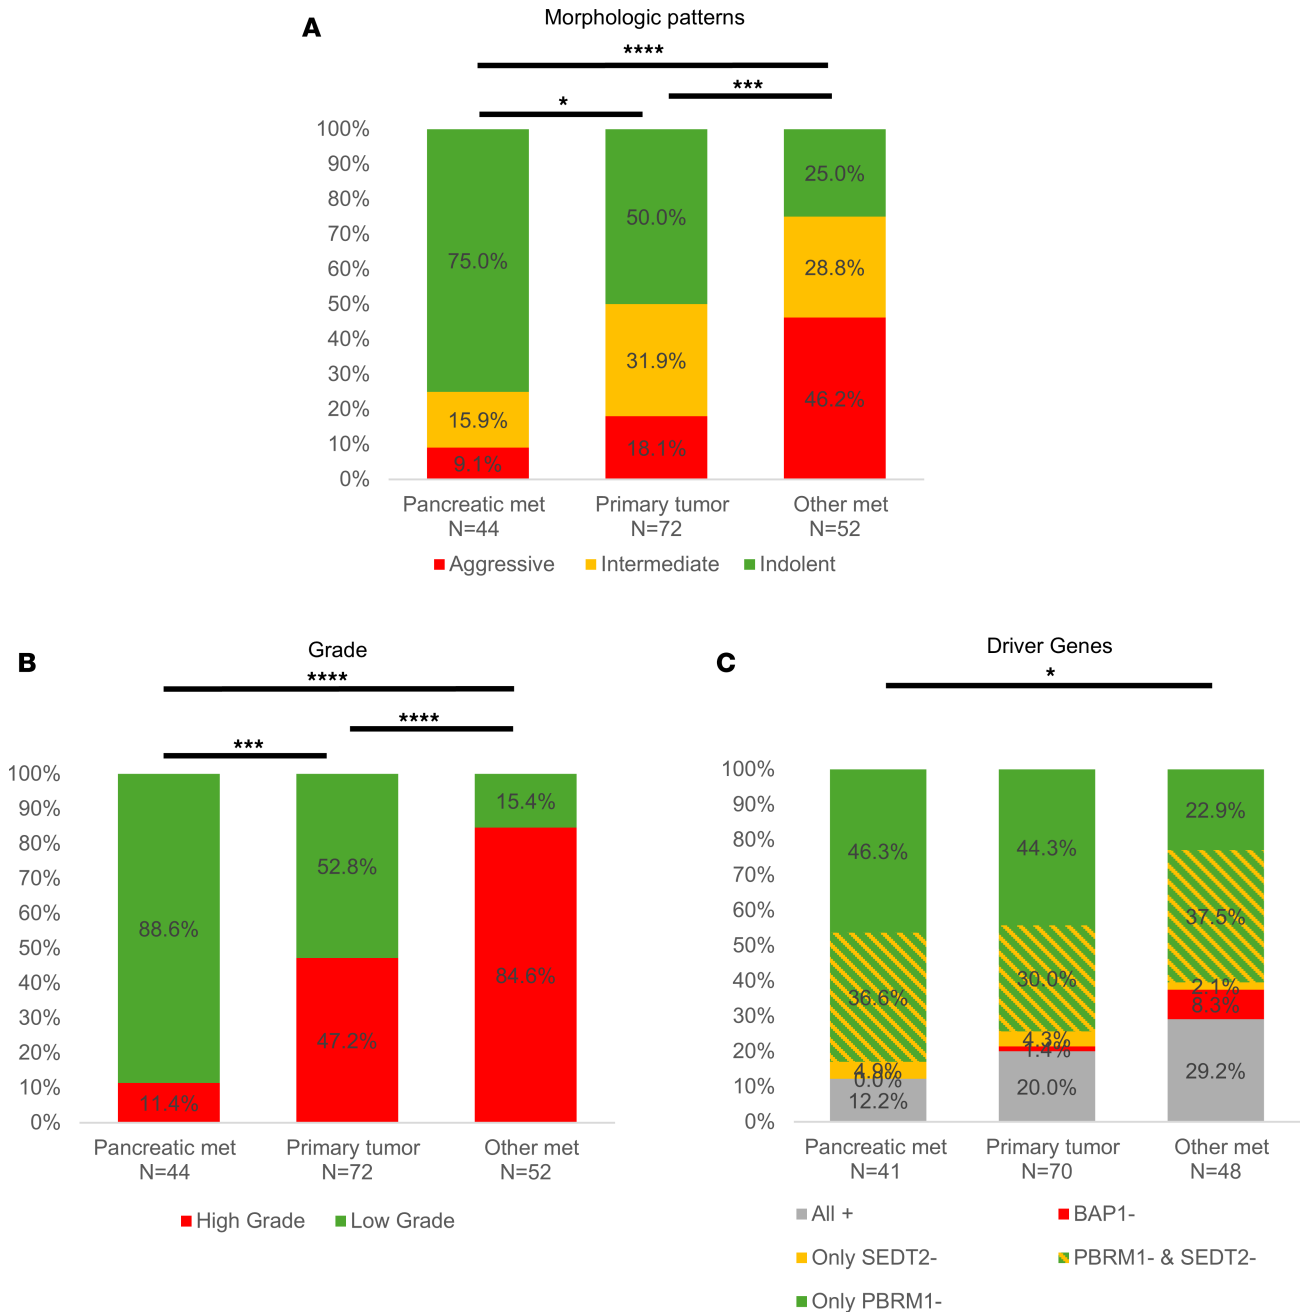 A
Morphologic patterns
****
***
*
100%
90%
80%
70%
60%
50%
40%
30%
20%
10%
0%
75.0%
15.9%
9.1%
50.0%
31.9%
18.1%
25.0%
28.8%
46.2%
Pancreatic met
N=44
Primary tumor
N=72
Other met
N=52
Aggressive Intermediate Indolent
B
Grade
****
****
***
100%
90%
80%
70%
60%
50%
40%
30%
20%
10%
0%
88.6%
11.4%
52.8%
47.2%
15.4%
84.6%
Pancreatic met
N=44
Primary tumor
N=72
Other met
N=52
High Grade Low Grade
C
Driver Genes
*
100%
90%
80%
70%
60%
50%
40%
30%
20%
10%
0%
46.3%
36.6%
4.9%
0.0%
12.2%
44.3%
30.0%
4.3%
1.4%
20.0%
22.9%
37.5%
2.1%
8.3%
29.2%
Pancreatic met
N=41
Primary tumor
N=70
Other met
N=48
All + BAP1-
Only SEDT2- PBRM1- & SEDT2-
Only PBRM1-